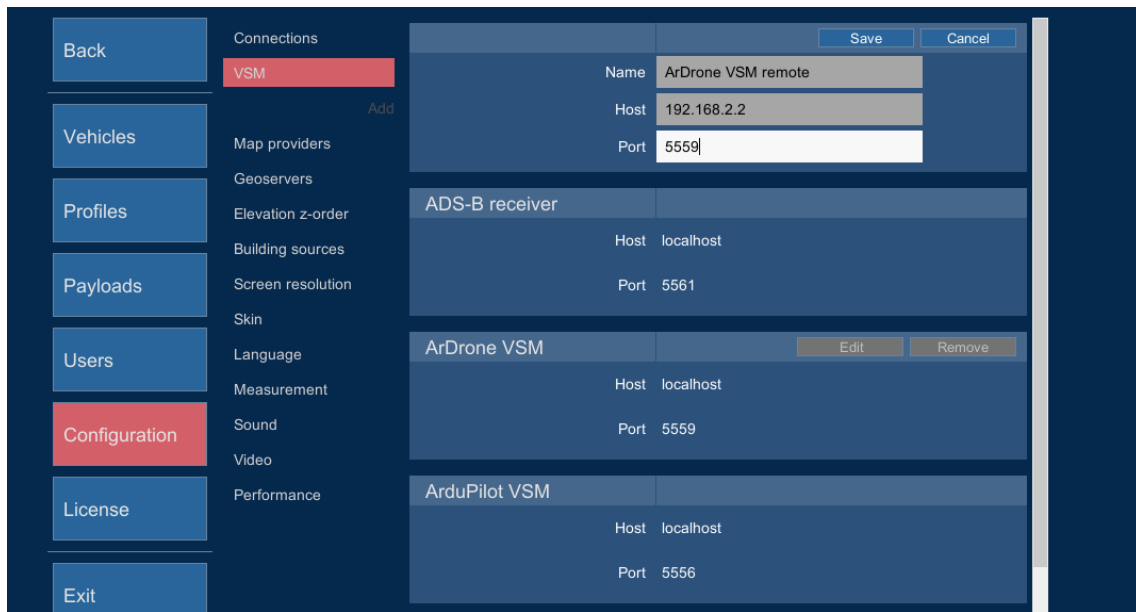 Back
Vehicles
Profiles
Payloads
Users
Configuration
License
Exit
Connections
VSM
Add
Map providers
Geoservers
Elevation z-order
Building sources
Screen resolution
Skin
Language
Measurement
Sound
Video
Performance
Save Cancel
Name ArDrone VSM remote
Host 192.168.2.2
Port 5559
ADS-B receiver
Host localhost
Port 5561
ArDrone VSM Edit Remove
Host localhost
Port 5559
ArduPilot VSM
Host localhost
Port 5556